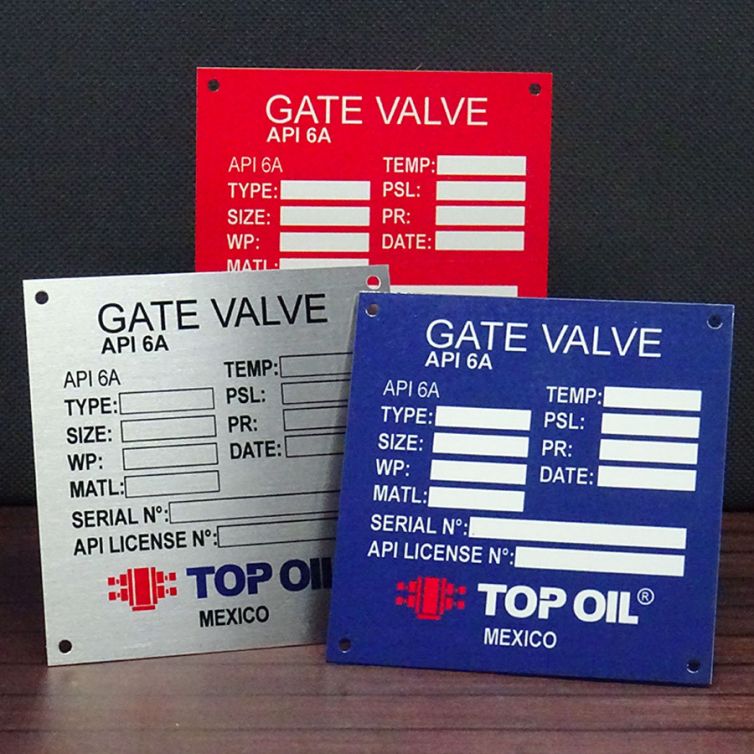 GATE VALVE
API 6A
API 6A
TYPE:
SIZE:
WP:
MATL:
TEMP:
PSL:
PR:
DATE:
GATE VALVE
API 6A
API 6A
TYPE:
SIZE:
WP:
MATL:
TEMP:
PSL:
PR:
DATE:
SERIAL N°:
API LICENSE N°:
TOP OIL
MEXICO
GATE VALVE
API 6A
API 6A
TYPE:
SIZE:
WP:
MATL:
TEMP:
PSL:
PR:
DATE:
SERIAL N°:
API LICENSE N°:
TOP OIL®
MEXICO